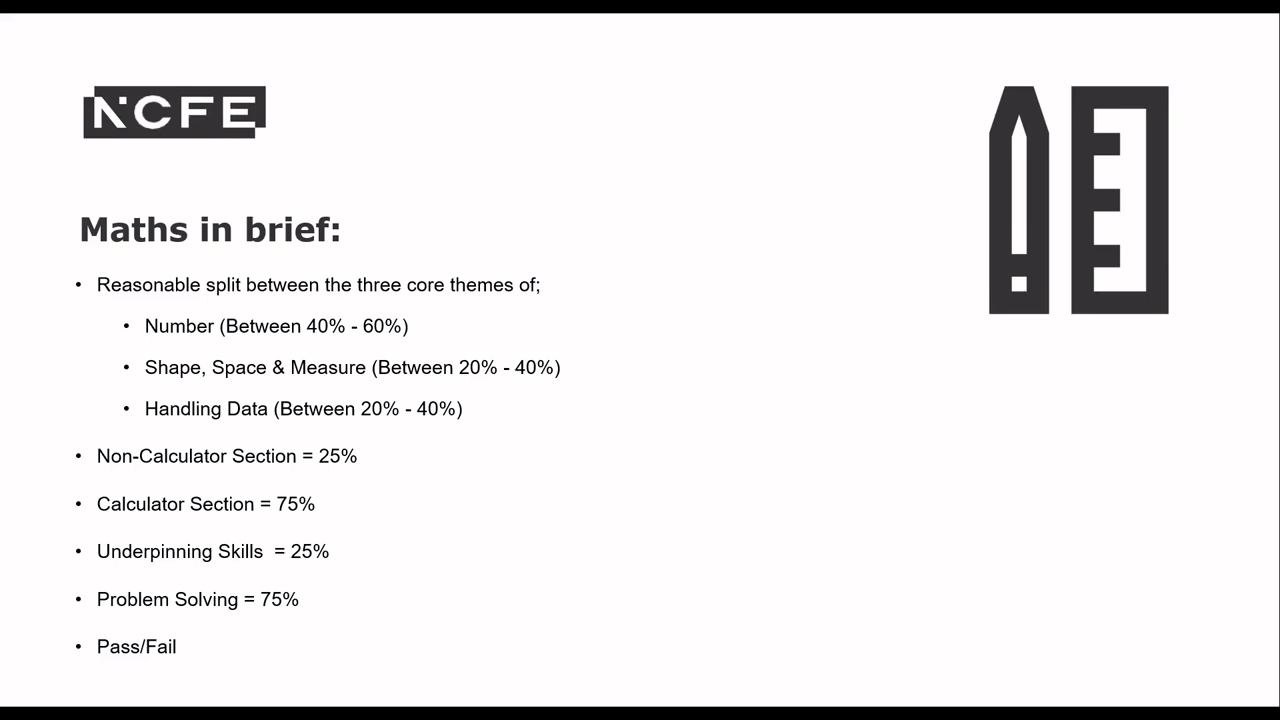 NCFE
Maths in brief:
• Reasonable split between the three core themes of;
• Number (Between 40% - 60%)
• Shape, Space & Measure (Between 20% - 40%)
• Handling Data (Between 20% - 40%)
• Non-Calculator Section = 25%
• Calculator Section = 75%
• Underpinning Skills  = 25%
• Problem Solving = 75%
• Pass/Fail